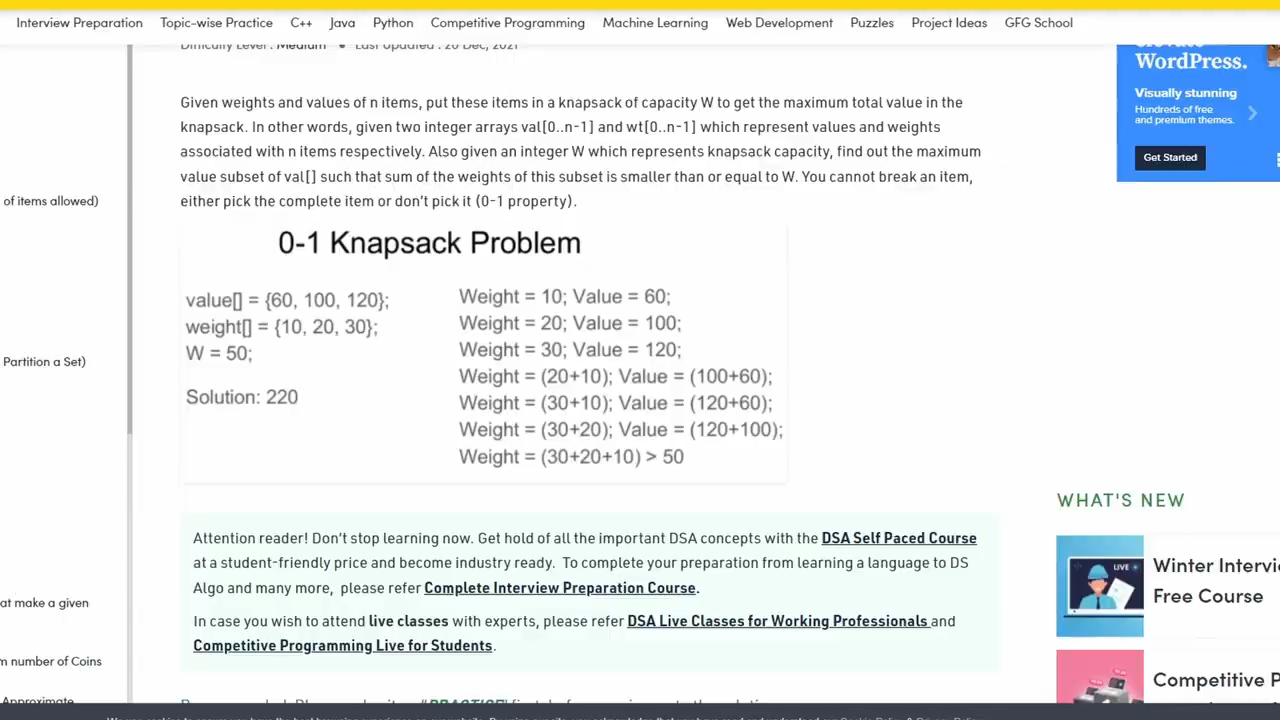 Interview Preparation Topic-wise Practice C++ Java Python Competitive Programming Machine Learning Web Development Puzzles Project Ideas GFG School
Difficulty Level : Medium • Last Updated : 20 Dec, 2021
WordPress.
Visually stunning
Hundreds of free
and premium themes.
Get Started
Given weights and values of n items, put these items in a knapsack of capacity W to get the maximum total value in the
knapsack. In other words, given two integer arrays val[0..n-1] and wt[0..n-1] which represent values and weights
associated with n items respectively. Also given an integer W which represents knapsack capacity, find out the maximum
value subset of val[] such that sum of the weights of this subset is smaller than or equal to W. You cannot break an item,
either pick the complete item or don't pick it (0-1 property).
of items allowed)
Partition a Set)
at make a given
m number of Coins
Approximate
0-1 Knapsack Problem
value[] = {60, 100, 120};
weight[] = {10, 20, 30};
W = 50;
Solution: 220
Weight = 10; Value = 60;
Weight = 20; Value = 100;
Weight = 30; Value = 120;
Weight = (20+10); Value = (100+60);
Weight = (30+10); Value = (120+60);
Weight = (30+20); Value = (120+100);
Weight = (30+20+10) > 50
Attention reader! Don't stop learning now. Get hold of all the important DSA concepts with the DSA Self Paced Course
at a student-friendly price and become industry ready. To complete your preparation from learning a language to DS
Algo and many more, please refer Complete Interview Preparation Course.
In case you wish to attend live classes with experts, please refer DSA Live Classes for Working Professionals and
Competitive Programming Live for Students.
WHAT'S NEW
LIVE
Winter Intervi
Free Course
Competitive P